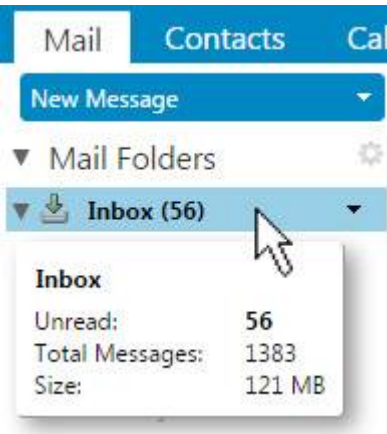 Mail Contacts Cal
New Message
Mail Folders
Inbox (56)
Inbox
Unread: 56
Total Messages: 1383
Size: 121 MB